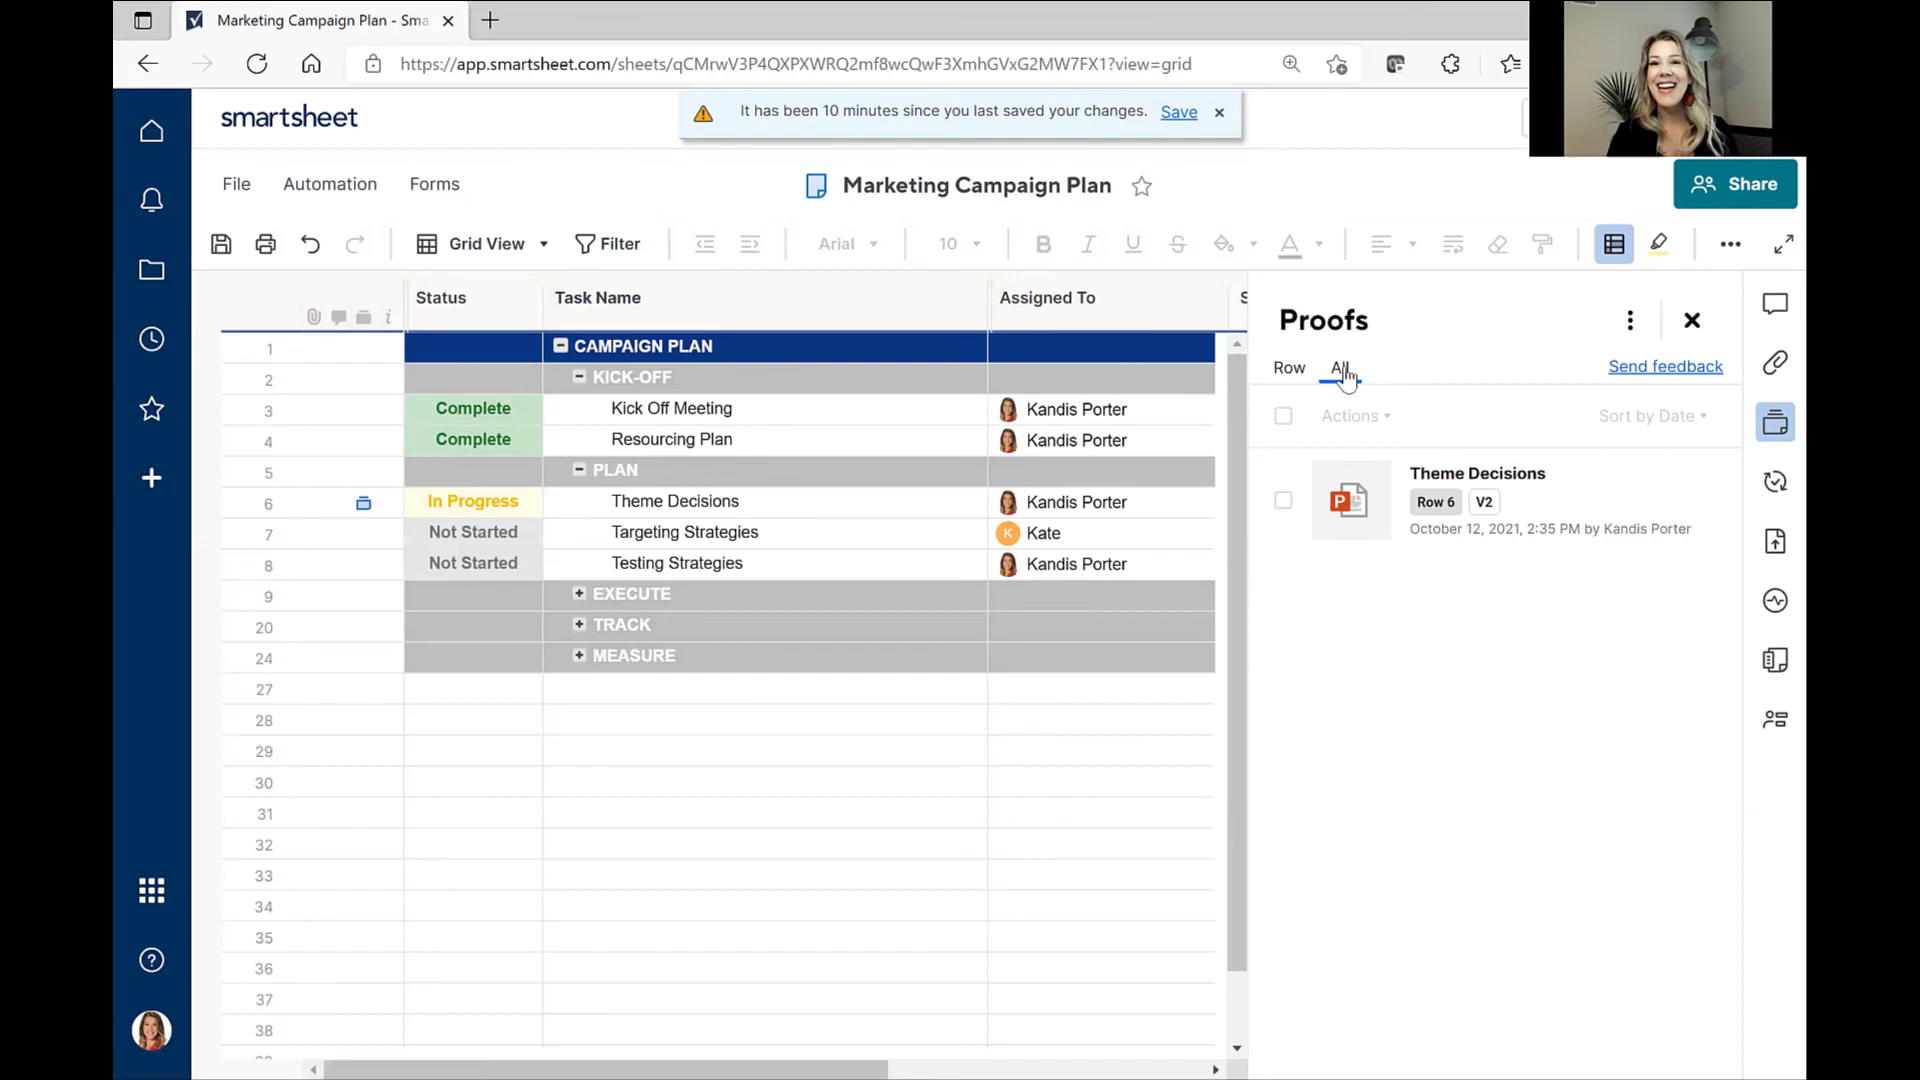 Marketing Campaign Plan - Sma
https://app.smartsheet.com/sheets/qCMrwV3P4QXPXWRQ2mf8wcQwF3XmhGVxG2MW7FX1?view=grid
smartsheet
It has been 10 minutes since you last saved your changes. Save
File Automation Forms
Marketing Campaign Plan
Share
Grid View Filter Arial 10 B I U S A
Status Task Name Assigned To S
1 CAMPAIGN PLAN
2 KICK-OFF
3 Complete Kick Off Meeting Kandis Porter
4 Complete Resourcing Plan Kandis Porter
5 PLAN
6 In Progress Theme Decisions Kandis Porter
7 Not Started Targeting Strategies K Kate
8 Not Started Testing Strategies Kandis Porter
9 EXECUTE
20 TRACK
24 MEASURE
27
28
29
30
31
32
33
34
35
36
37
38
Proofs
Row All Send feedback
Actions Sort by Date
P
Theme Decisions
Row 6 V2
October 12, 2021, 2:35 PM by Kandis Porter